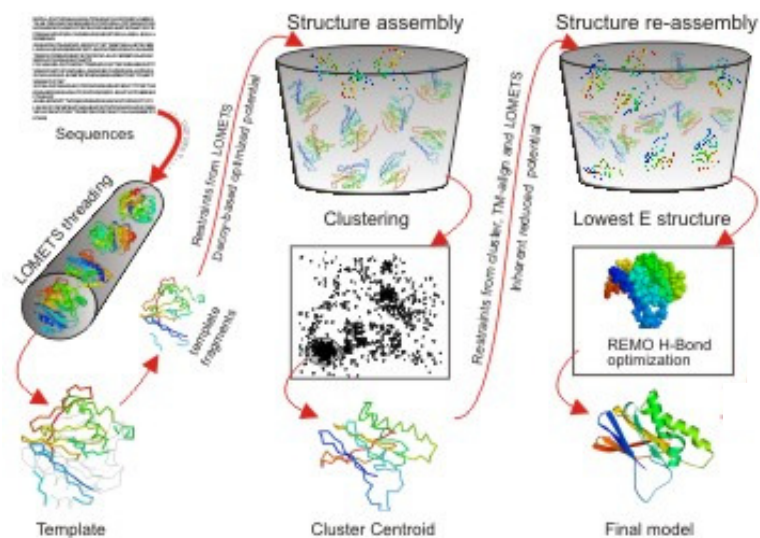 Sequences
LOMETS threading
Template
template
fragments
Restraints from LOMETS
Decoy-based optimized potential
Structure assembly
Clustering
Cluster Centroid
Restraints from cluster, TM-align and LOMETS
Inherent reduced potential
Structure re-assembly
Lowest E structure
REMO H-Bond
optimization
Final model